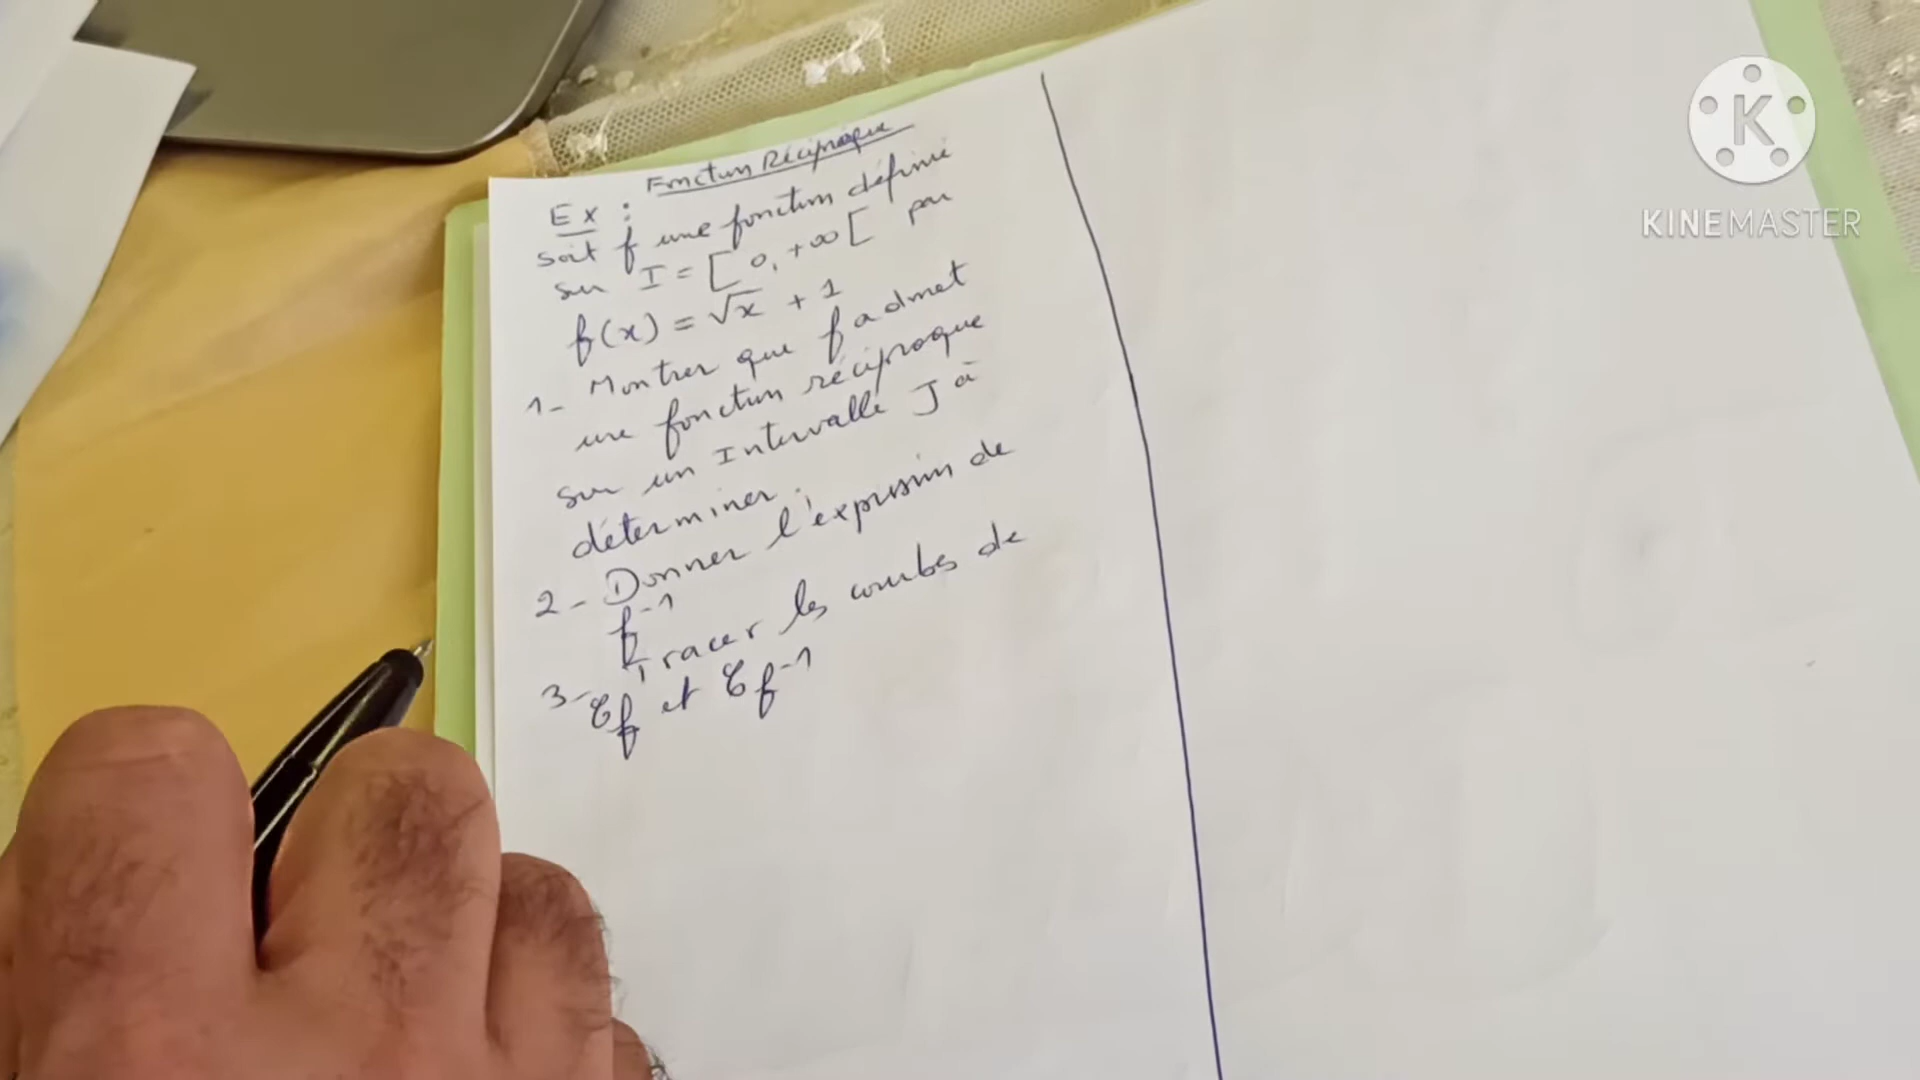 Fonction Réciproque
Ex :
soit f une fonction définie
sur I = [0, +∞[ par
f(x) = √x + 1
1- Montrer que f admet
une fonction réciproque
sur un Intervalle J à
déterminer.
2- Donner l'expression de
f⁻¹
3- Tracer les courbes de
𝒞f et 𝒞f⁻¹
K
KINEMASTER